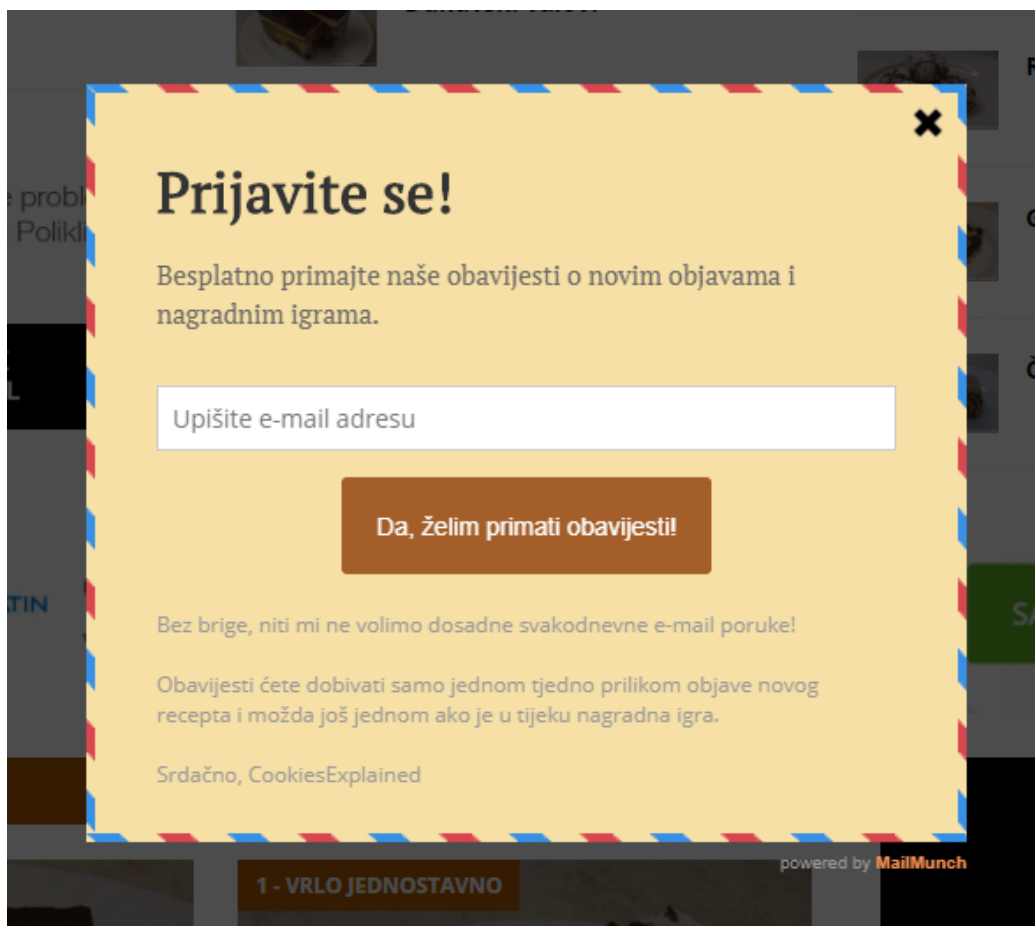 Prijavite se!
Besplatno primajte naše obavijesti o novim objavama i
nagradnim igrama.
Upišite e-mail adresu
Da, želim primati obavijesti!
Bez brige, niti mi ne volimo dosadne svakodnevne e-mail poruke!
Obavijesti ćete dobivati samo jednom tjedno prilikom objave novog
recepta i možda još jednom ako je u tijeku nagradna igra.
Srdačno, CookiesExplained
powered by MailMunch
1 - VRLO JEDNOSTAVNO